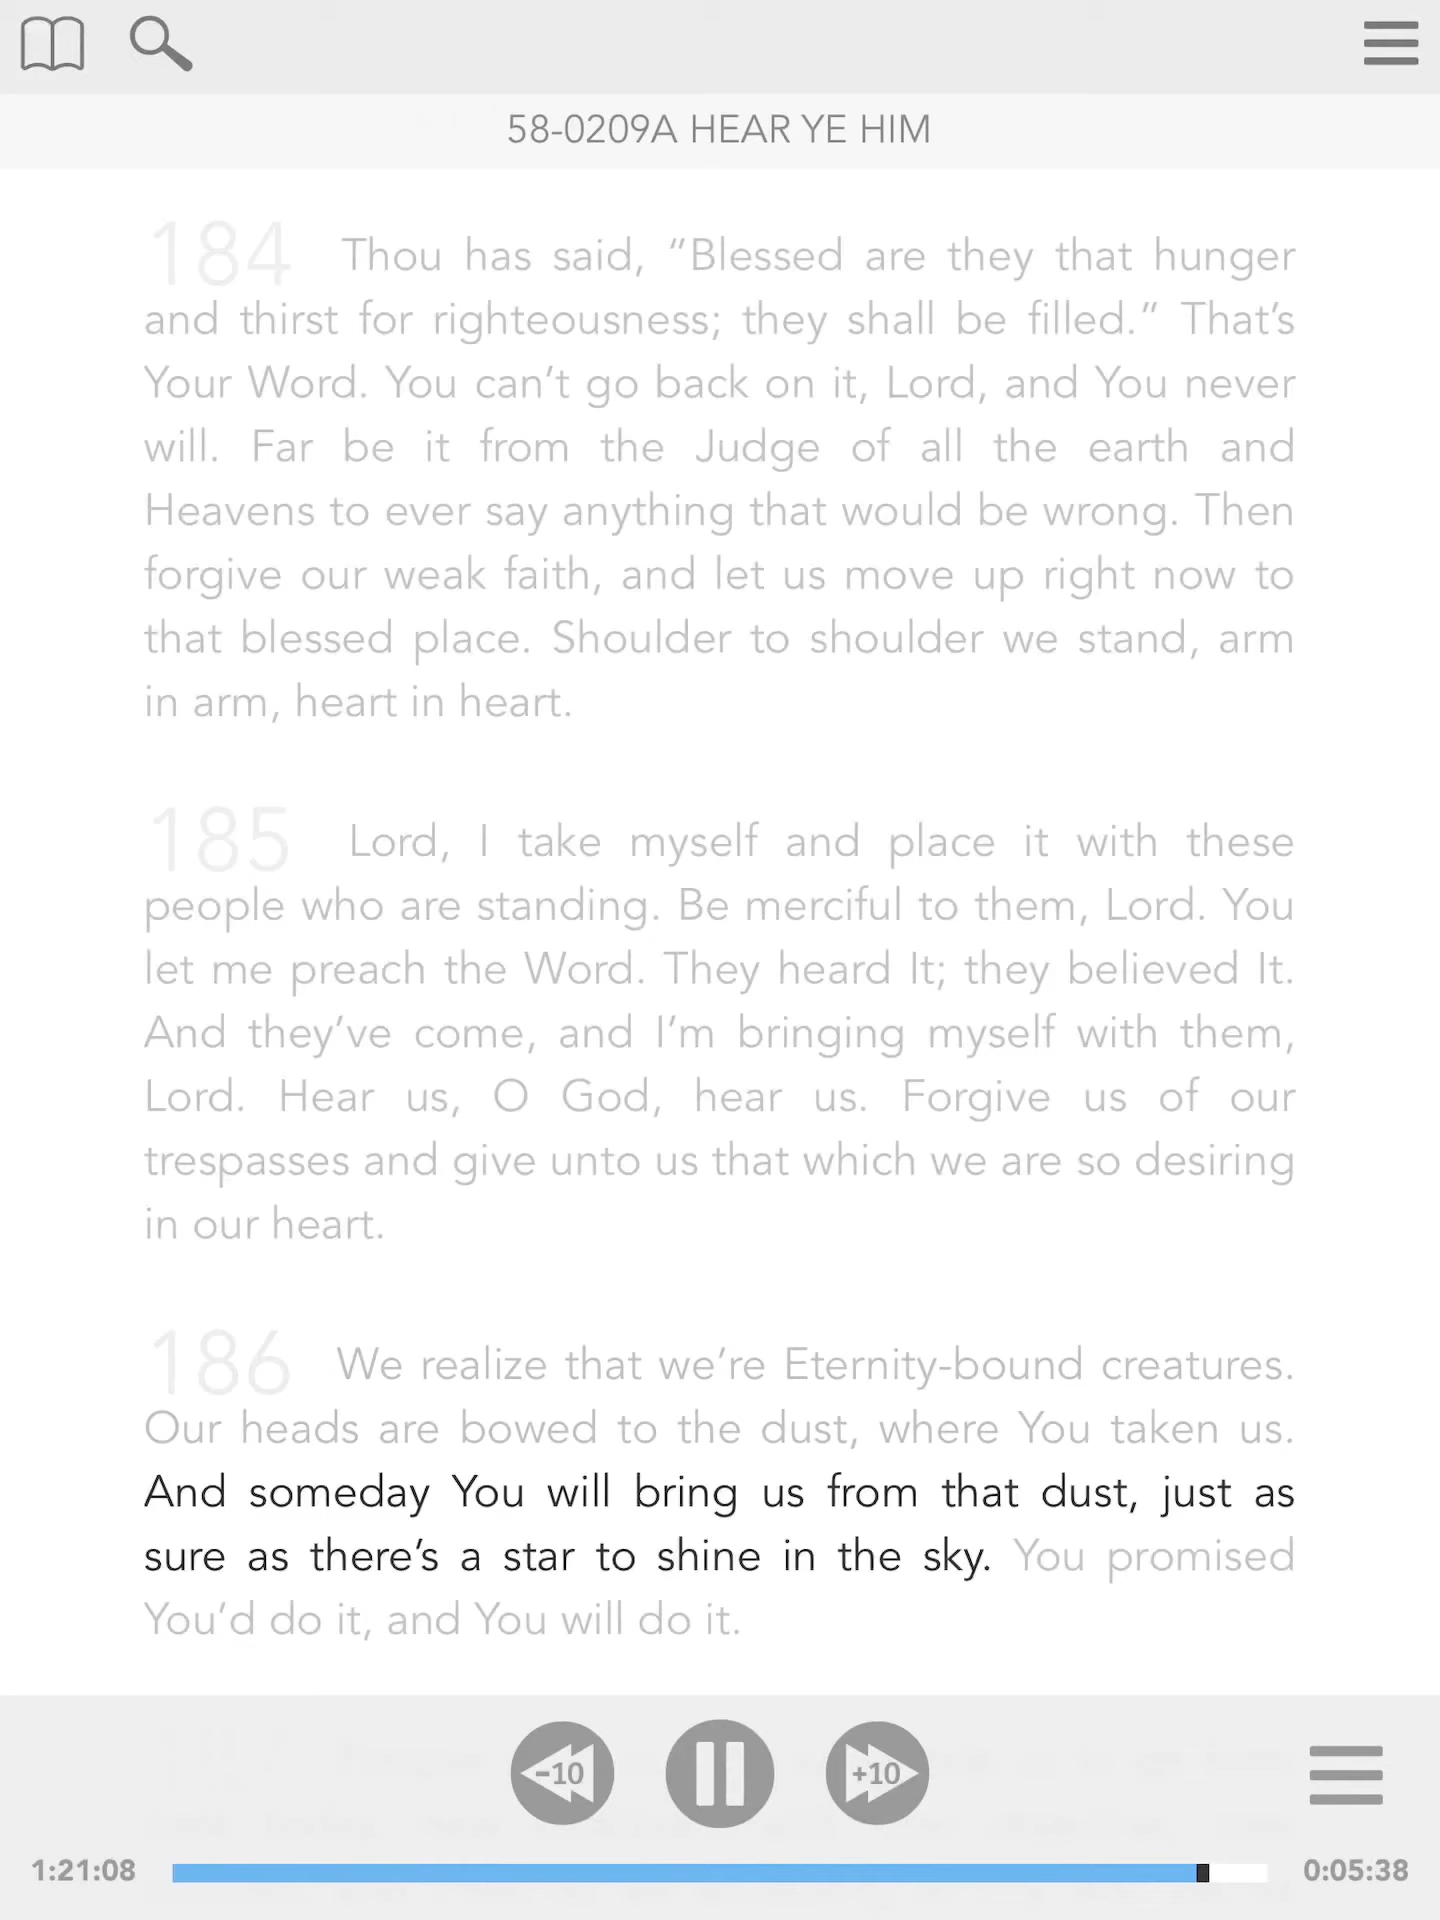 58-0209A HEAR YE HIM
184 Thou has said, “Blessed are they that hunger
and thirst for righteousness; they shall be filled.” That’s
Your Word. You can’t go back on it, Lord, and You never
will. Far be it from the Judge of all the earth and
Heavens to ever say anything that would be wrong. Then
forgive our weak faith, and let us move up right now to
that blessed place. Shoulder to shoulder we stand, arm
in arm, heart in heart.
185 Lord, I take myself and place it with these
people who are standing. Be merciful to them, Lord. You
let me preach the Word. They heard It; they believed It.
And they’ve come, and I’m bringing myself with them,
Lord. Hear us, O God, hear us. Forgive us of our
trespasses and give unto us that which we are so desiring
in our heart.
186 We realize that we’re Eternity-bound creatures.
Our heads are bowed to the dust, where You taken us.
And someday You will bring us from that dust, just as
sure as there’s a star to shine in the sky. You promised
You’d do it, and You will do it.
-10 +10
1:21:08 0:05:38